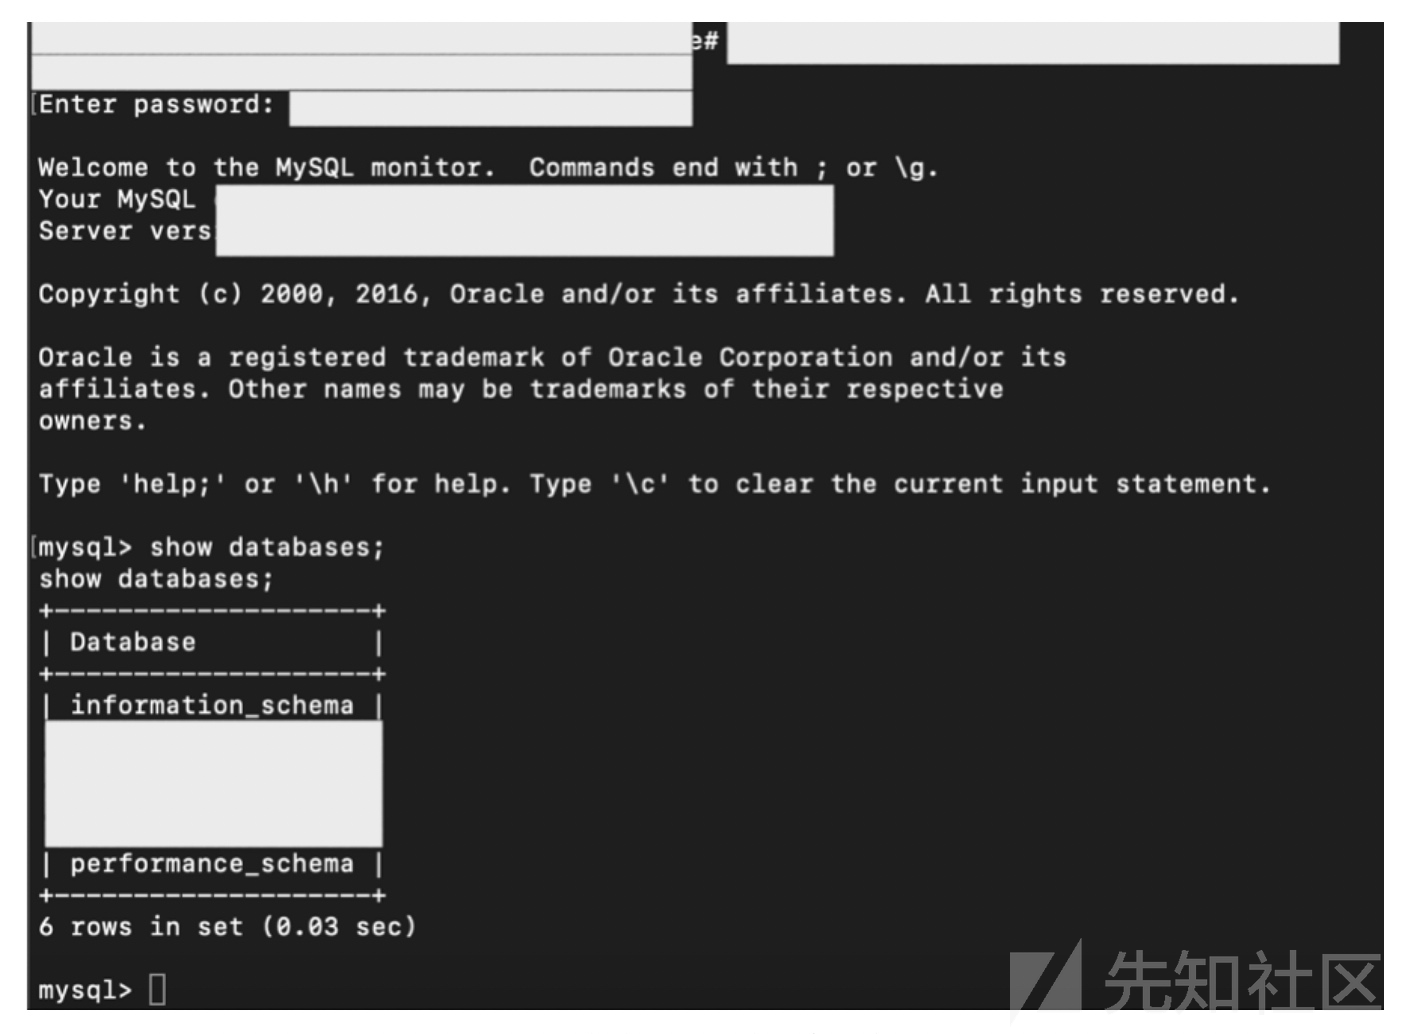 e#
Enter password:
Welcome to the MySQL monitor.  Commands end with ; or \g.
Your MySQL
Server vers
Copyright (c) 2000, 2016, Oracle and/or its affiliates. All rights reserved.
Oracle is a registered trademark of Oracle Corporation and/or its
affiliates. Other names may be trademarks of their respective
owners.
Type 'help;' or '\h' for help. Type '\c' to clear the current input statement.
[mysql> show databases;
show databases;
+--------------------+
| Database           |
+--------------------+
| information_schema |
| performance_schema |
+--------------------+
6 rows in set (0.03 sec)
mysql>
先知社区